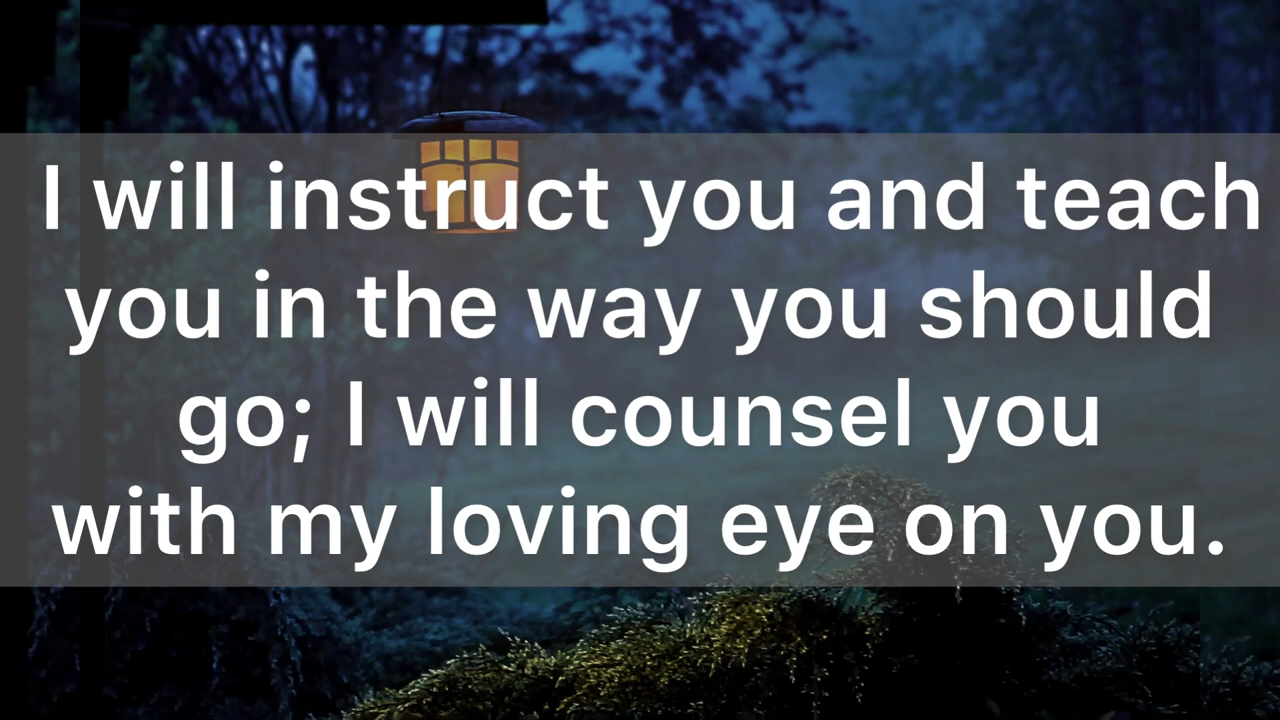 I will instruct you and teach
you in the way you should
go; I will counsel you
with my loving eye on you.